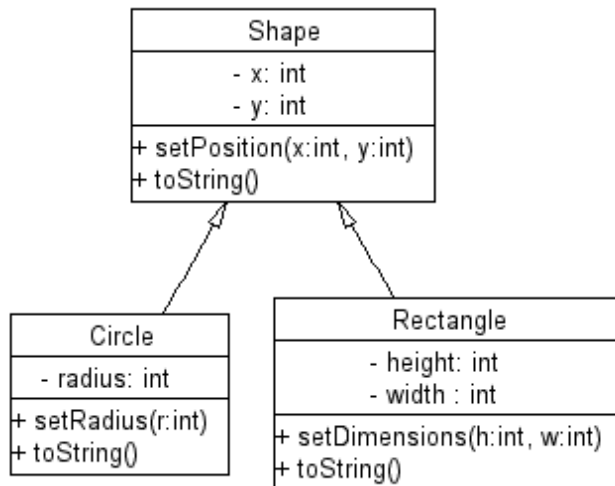 Shape
- x: int
- y: int
+ setPosition(x:int, y:int)
+ toString()
Circle
- radius: int
+ setRadius(r:int)
+ toString()
Rectangle
- height: int
- width : int
+ setDimensions(h:int, w:int)
+ toString()